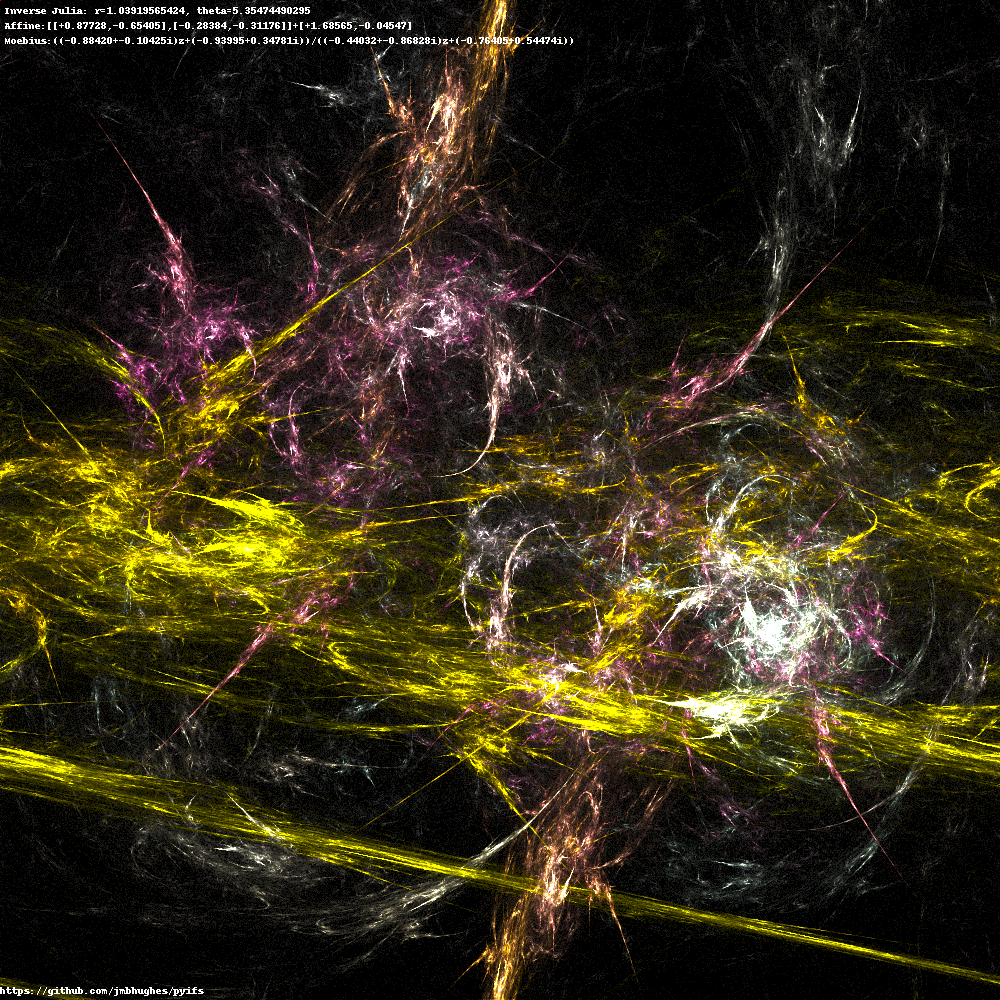 Inverse Julia: r=1.03919565424, theta=5.35474490295
Affine:[[+0.87728,-0.65405],[-0.28384,-0.31176]]+[+1.68565,-0.04547]
Moebius:((-0.88420+-0.10425i)z+(-0.93995+0.34781i))/((-0.44032+-0.86828i)z+(-0.76405+0.54474i))
https://github.com/jmbhughes/pyifs